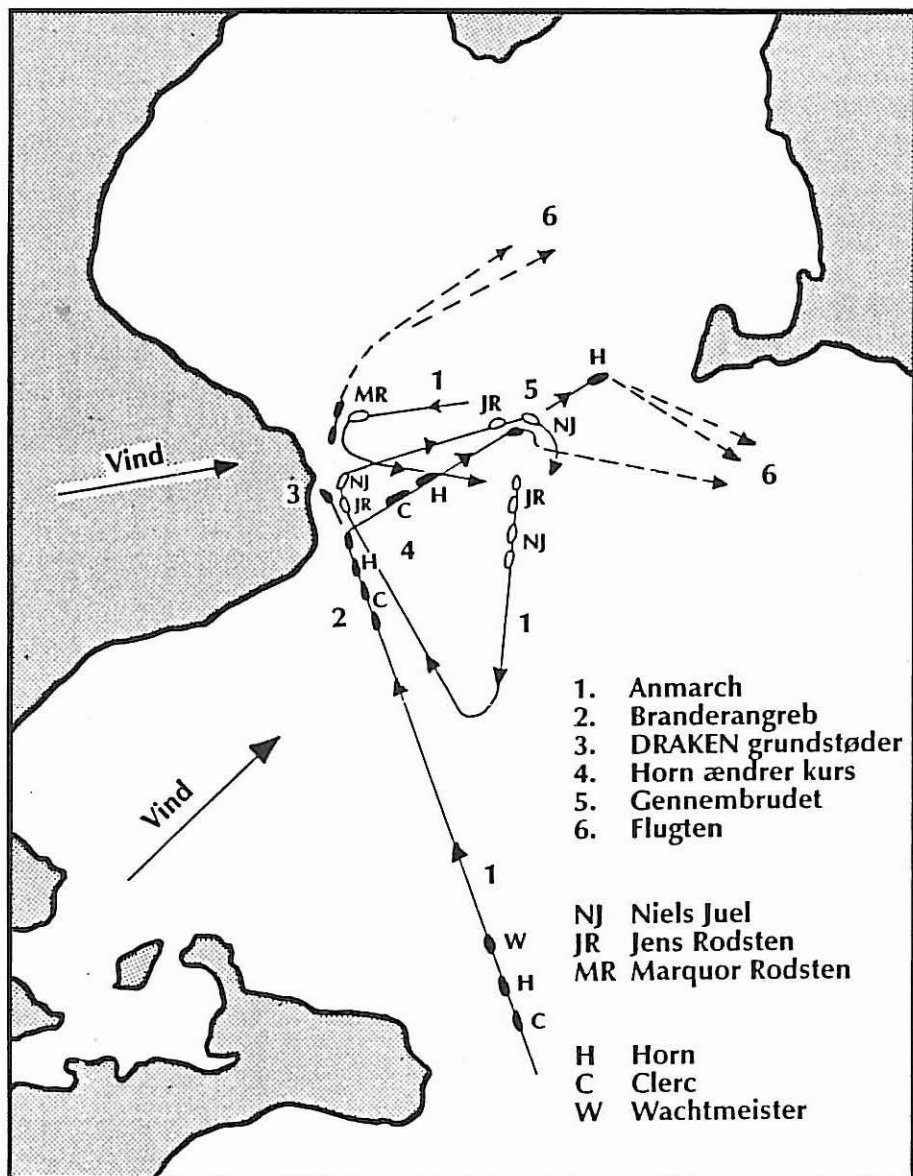 6
H
1
5
MR
JR
NJ
Vind
6
3
NJ
JR
H
C
JR
4
NJ
H
C
2
1
Vind
1. Anmarch
2. Branderangreb
3. DRAKEN grundstøder
4. Horn ændrer kurs
5. Gennembrudet
6. Flugten
1
W
H
C
NJ Niels Juel
JR Jens Rodsten
MR Marquor Rodsten
H Horn
C Clerc
W Wachtmeister